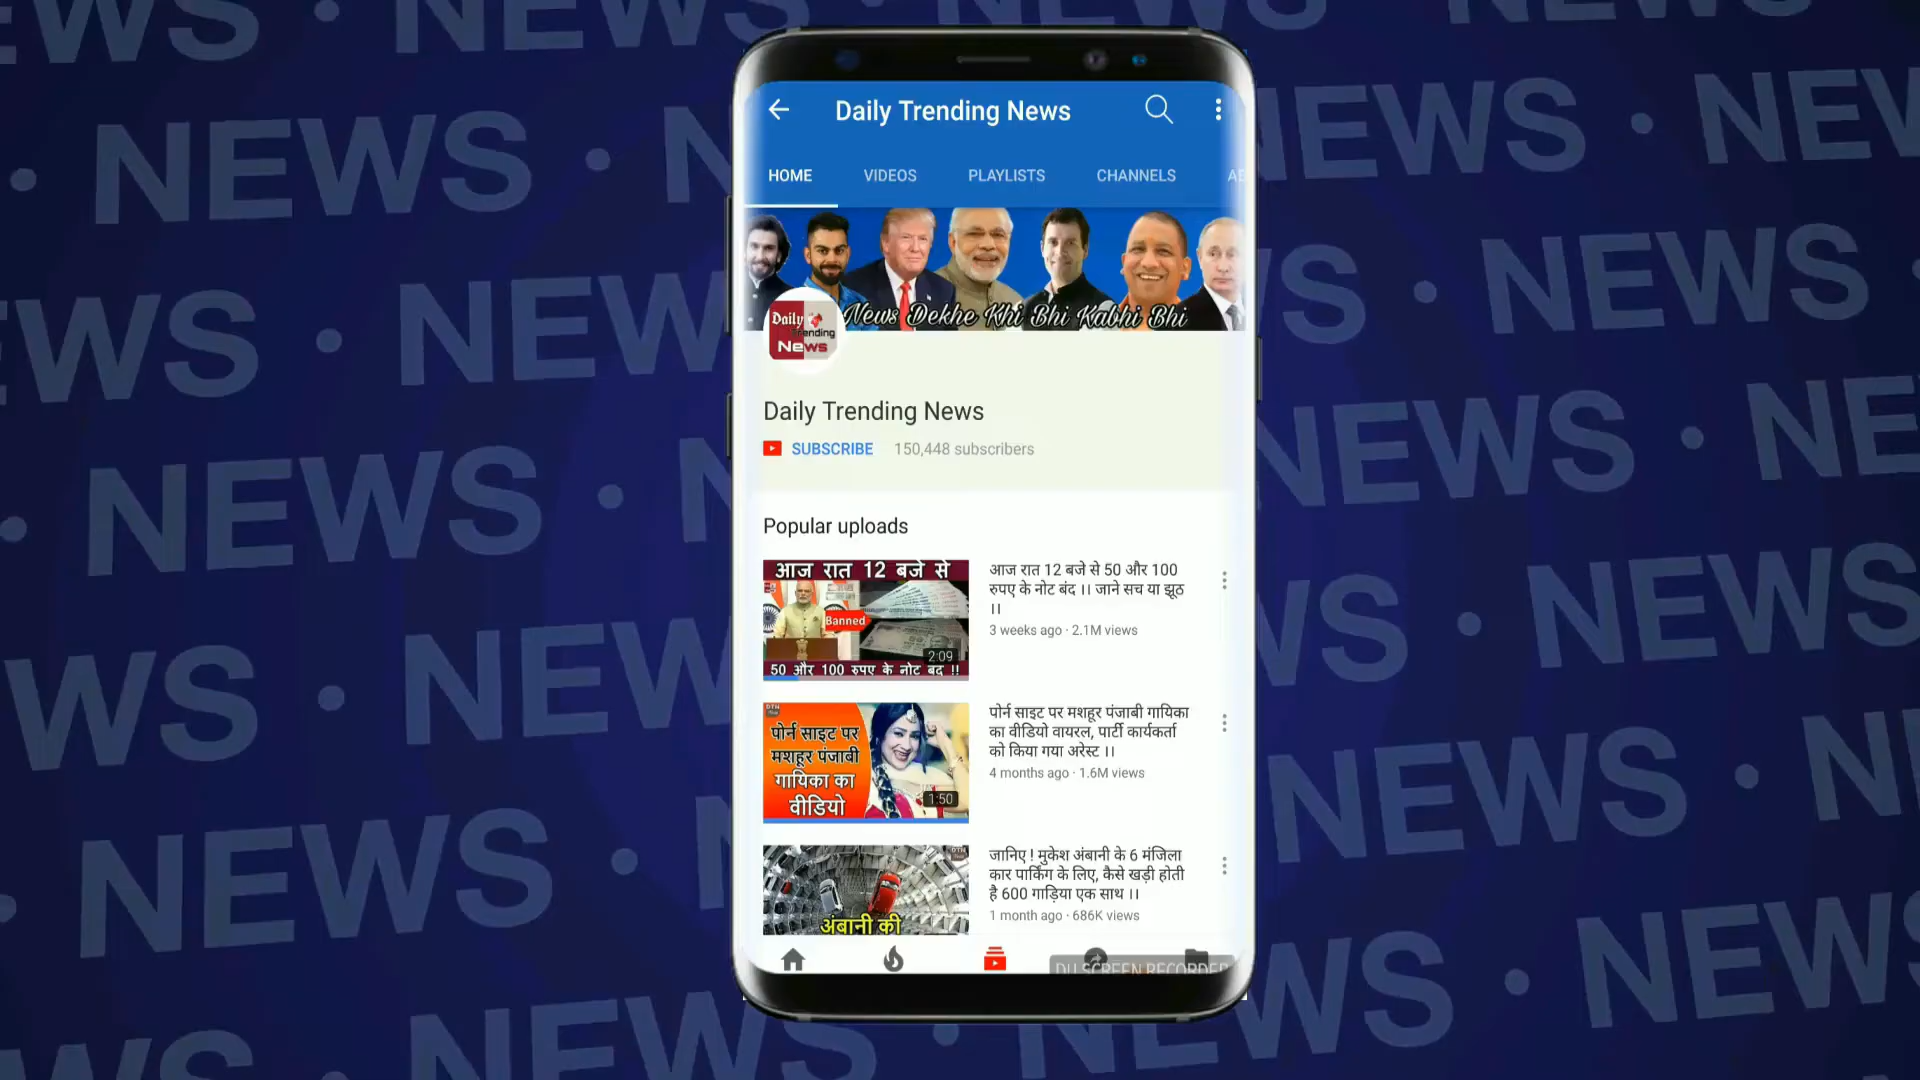 NEWS • NEWS • NEWS
Daily Trending News
HOME VIDEOS PLAYLISTS CHANNELS
News Dekhe Khi Bhi Kabhi Bhi
Daily
Trending
News
Daily Trending News
SUBSCRIBE 150,448 subscribers
Popular uploads
आज रात 12 बजे से
Banned
2:09
50 और 100 रुपए के नोट बंद !!
आज रात 12 बजे से 50 और 100
रुपए के नोट बंद ।। जाने सच या झूठ
।।
3 weeks ago · 2.1M views
DTN
पोर्न साइट पर
मशहूर पंजाबी
गायिका का
वीडियो
1:50
पोर्न साइट पर मशहूर पंजाबी गायिका
का वीडियो वायरल, पार्टी कार्यकर्ता
को किया गया अरेस्ट ।।
4 months ago · 1.6M views
DTN
अंबानी की
जानिए ! मुकेश अंबानी के 6 मंजिला
कार पार्किंग के लिए, कैसे खड़ी होती
है 600 गाड़िया एक साथ ।।
1 month ago · 686K views
DU SCREEN RECORDER